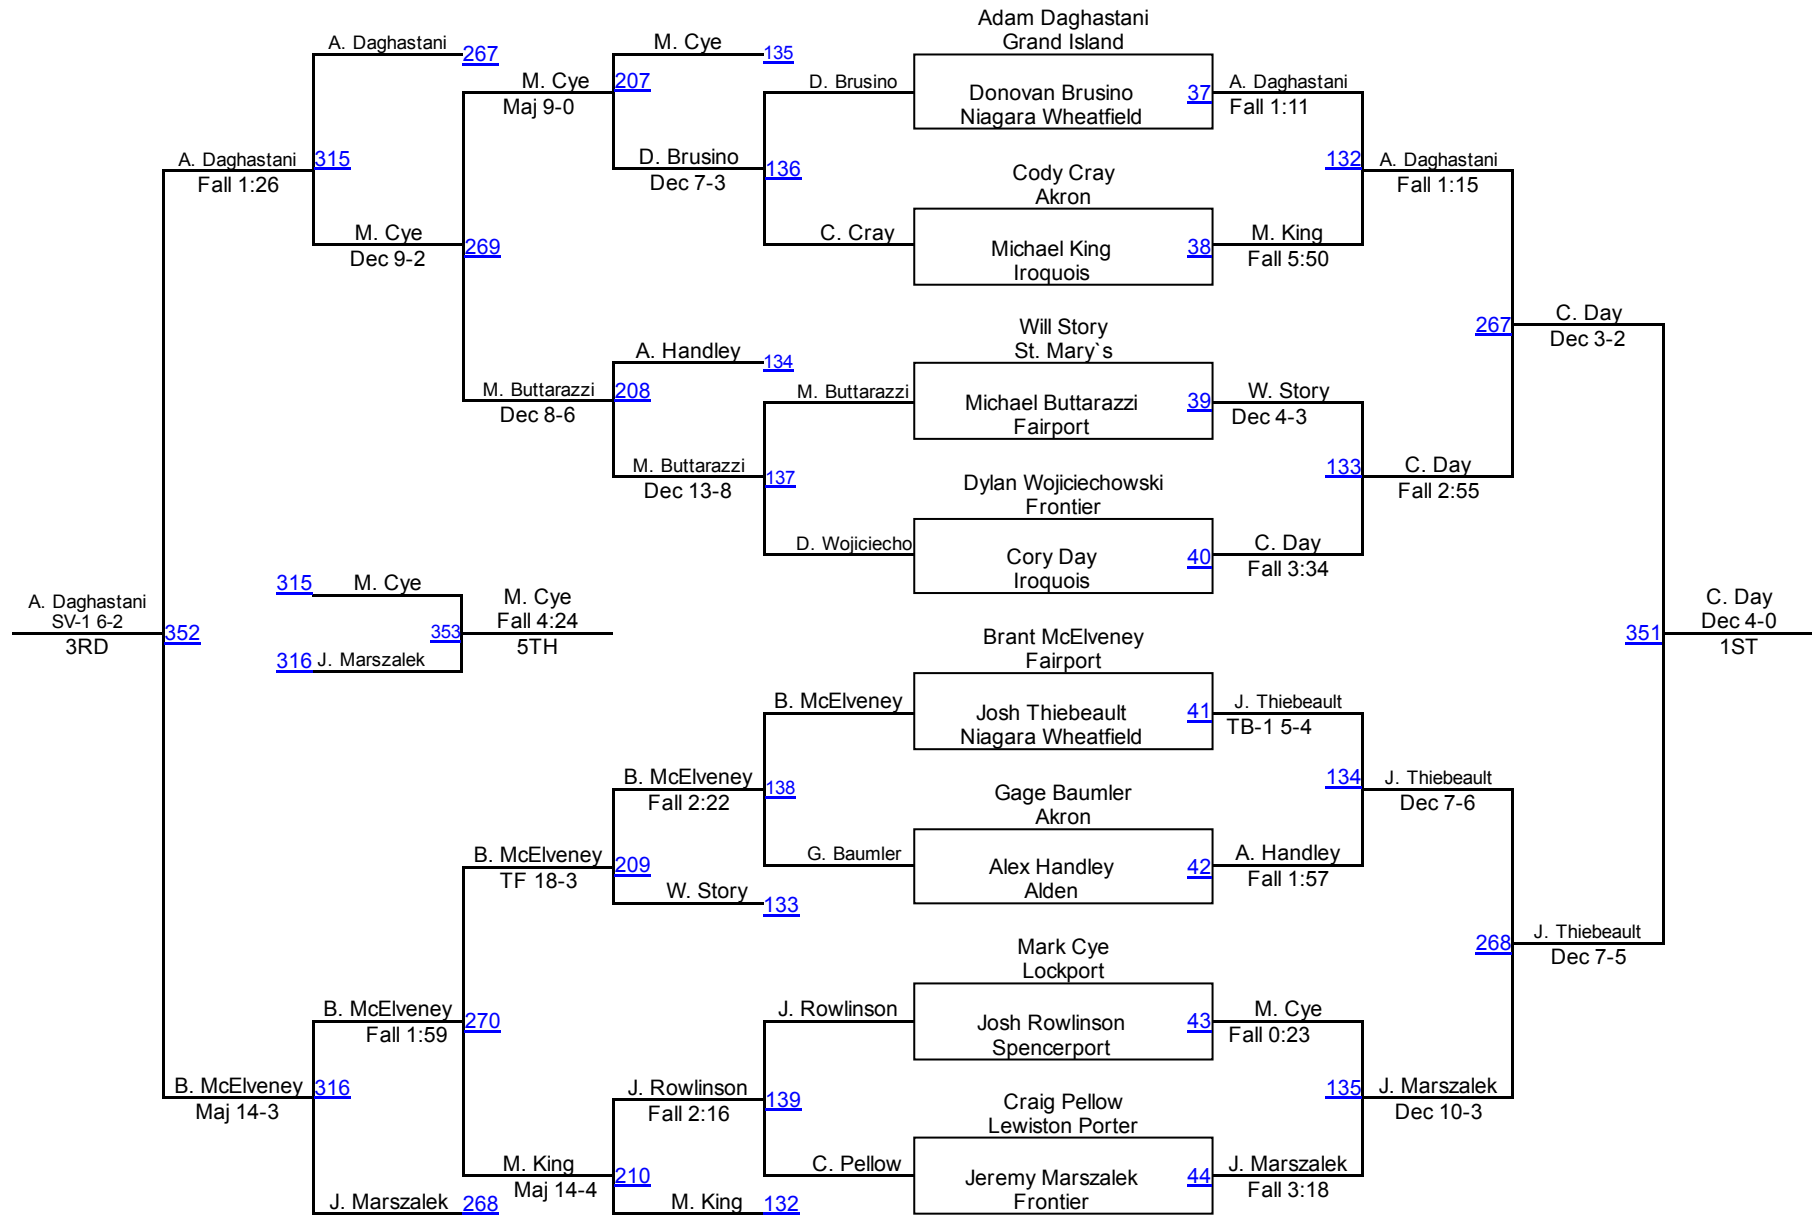 Adam Daghastani
Grand Island
A. Daghastani
267
M. Cye
135
M. Cye
207
Maj 9-0
D. Brusino
Donovan Brusino
Niagara Wheatfield
37
A. Daghastani
Fall 1:11
A. Daghastani
Fall 1:26
315
D. Brusino
Dec 7-3
136
Cody Cray
Akron
132
A. Daghastani
Fall 1:15
M. Cye
Dec 9-2
269
C. Cray
Michael King
Iroquois
38
M. King
Fall 5:50
Will Story
St. Mary`s
267
C. Day
Dec 3-2
A. Handley
134
M. Buttarazzi
Dec 8-6
208
M. Buttarazzi
Michael Buttarazzi
Fairport
39
W. Story
Dec 4-3
M. Buttarazzi
Dec 13-8
137
Dylan Wojiciechowski
Frontier
133
C. Day
Fall 2:55
D. Wojiciecho
Cory Day
Iroquois
40
C. Day
Fall 3:34
A. Daghastani
SV-1 6-2
3RD
352
315
M. Cye
316
J. Marszalek
353
M. Cye
Fall 4:24
5TH
351
C. Day
Dec 4-0
1ST
Brant McElveney
Fairport
B. McElveney
Josh Thiebeault
Niagara Wheatfield
41
J. Thiebeault
TB-1 5-4
B. McElveney
Fall 2:22
138
Gage Baumler
Akron
134
J. Thiebeault
Dec 7-6
B. McElveney
TF 18-3
209
G. Baumler
Alex Handley
Alden
42
A. Handley
Fall 1:57
W. Story
133
Mark Cye
Lockport
268
J. Thiebeault
Dec 7-5
B. McElveney
Fall 1:59
270
J. Rowlinson
Josh Rowlinson
Spencerport
43
M. Cye
Fall 0:23
B. McElveney
Maj 14-3
316
J. Rowlinson
Fall 2:16
139
Craig Pellow
Lewiston Porter
135
J. Marszalek
Dec 10-3
M. King
Maj 14-4
210
C. Pellow
Jeremy Marszalek
Frontier
44
J. Marszalek
Fall 3:18
J. Marszalek
268
M. King
132